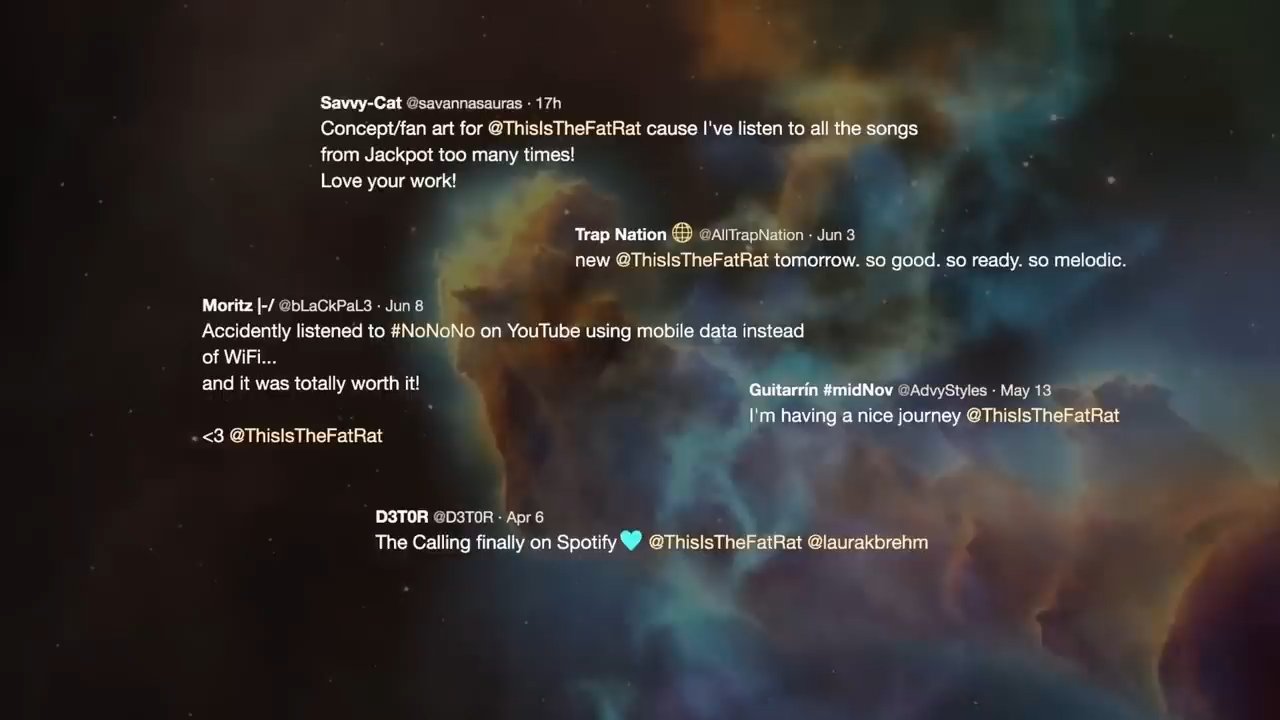 Savvy-Cat @savannasauras · 17h
Concept/fan art for @ThisIsTheFatRat cause I've listen to all the songs
from Jackpot too many times!
Love your work!
Trap Nation 🌐 @AllTrapNation · Jun 3
new @ThisIsTheFatRat tomorrow. so good. so ready. so melodic.
Moritz |-/ @bLaCkPaL3 · Jun 8
Accidently listened to #NoNoNo on YouTube using mobile data instead
of WiFi...
and it was totally worth it!
<3 @ThisIsTheFatRat
Guitarrín #midNov @AdvyStyles · May 13
I'm having a nice journey @ThisIsTheFatRat
D3T0R @D3T0R · Apr 6
The Calling finally on Spotify💙 @ThisIsTheFatRat @laurakbrehm